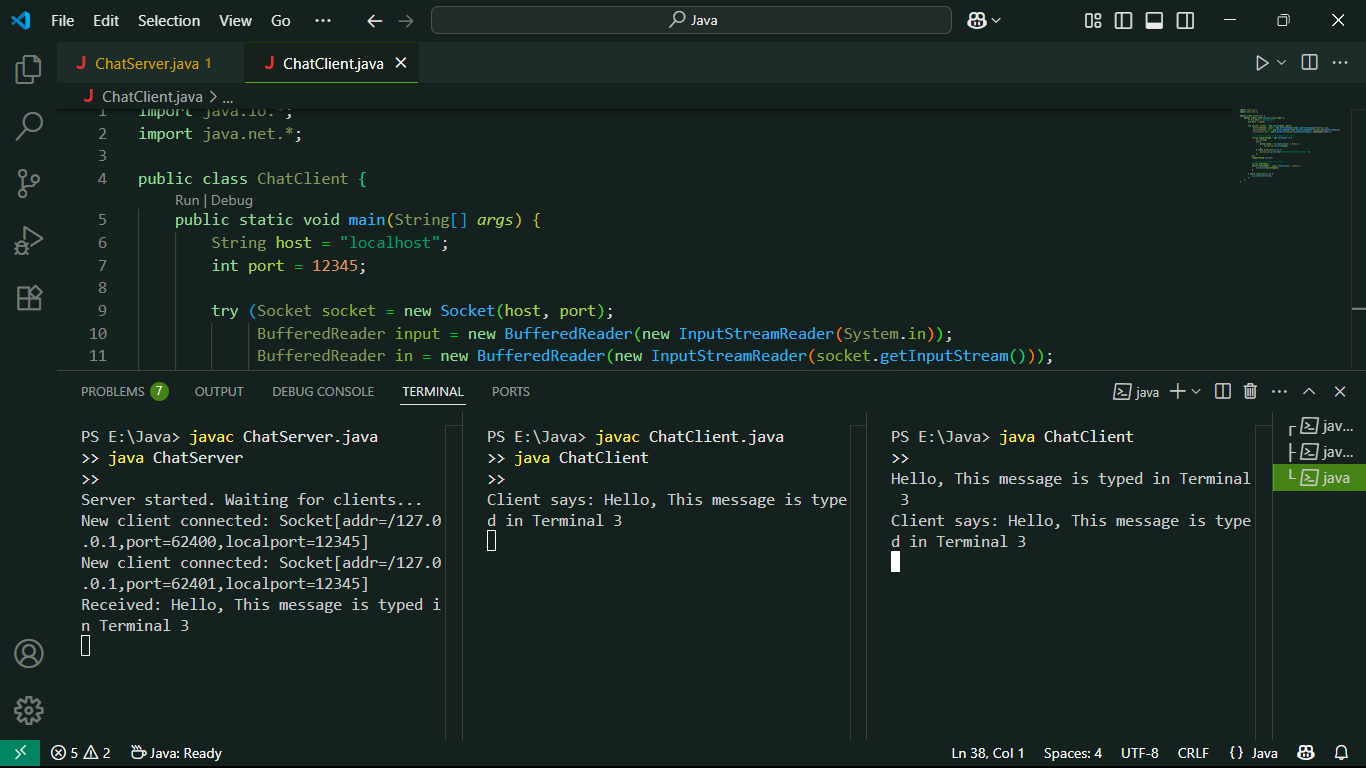 File Edit Selection View Go ··· Java
ChatServer.java 1 ChatClient.java
ChatClient.java > ...
1 import java.io.*;
2 import java.net.*;
3
4 public class ChatClient {
Run | Debug
5 public static void main(String[] args) {
6 String host = "localhost";
7 int port = 12345;
8
9 try (Socket socket = new Socket(host, port);
10 BufferedReader input = new BufferedReader(new InputStreamReader(System.in));
11 BufferedReader in = new BufferedReader(new InputStreamReader(socket.getInputStream()));
PROBLEMS 7 OUTPUT DEBUG CONSOLE TERMINAL PORTS java
PS E:\Java> javac ChatServer.java
>> java ChatServer
>>
Server started. Waiting for clients...
New client connected: Socket[addr=/127.0
.0.1,port=62400,localport=12345]
New client connected: Socket[addr=/127.0
.0.1,port=62401,localport=12345]
Received: Hello, This message is typed i
n Terminal 3
PS E:\Java> javac ChatClient.java
>> java ChatClient
>>
Client says: Hello, This message is type
d in Terminal 3
PS E:\Java> java ChatClient
>>
Hello, This message is typed in Terminal
3
Client says: Hello, This message is type
d in Terminal 3
jav...
jav...
java
5 2 Java: Ready Ln 38, Col 1 Spaces: 4 UTF-8 CRLF {} Java